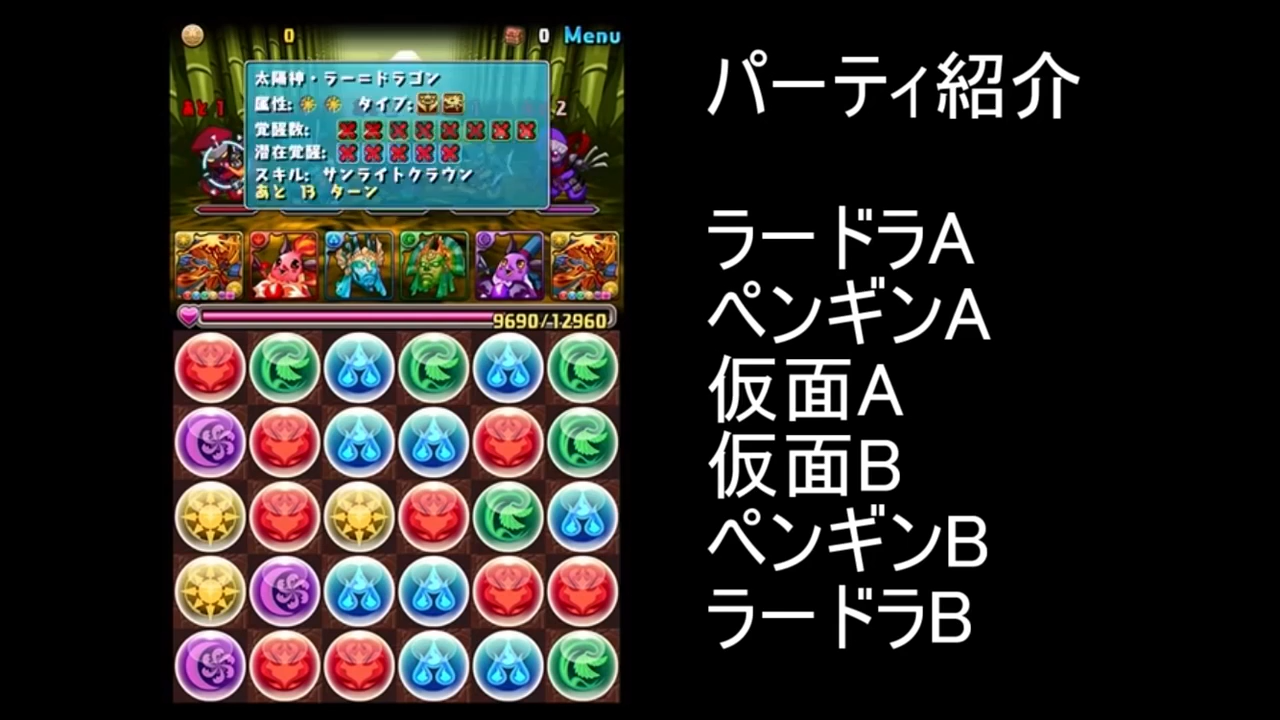 0
0 Menu
太陽神・ラー＝ドラゴン
属性: タイプ:
あと 1
2
覚醒数:
潜在覚醒:
スキル: サンライトクラウン
あと 13 ターン
9690/12960
パーティ紹介
ラードラA
ペンギンA
仮面A
仮面B
ペンギンB
ラードラB